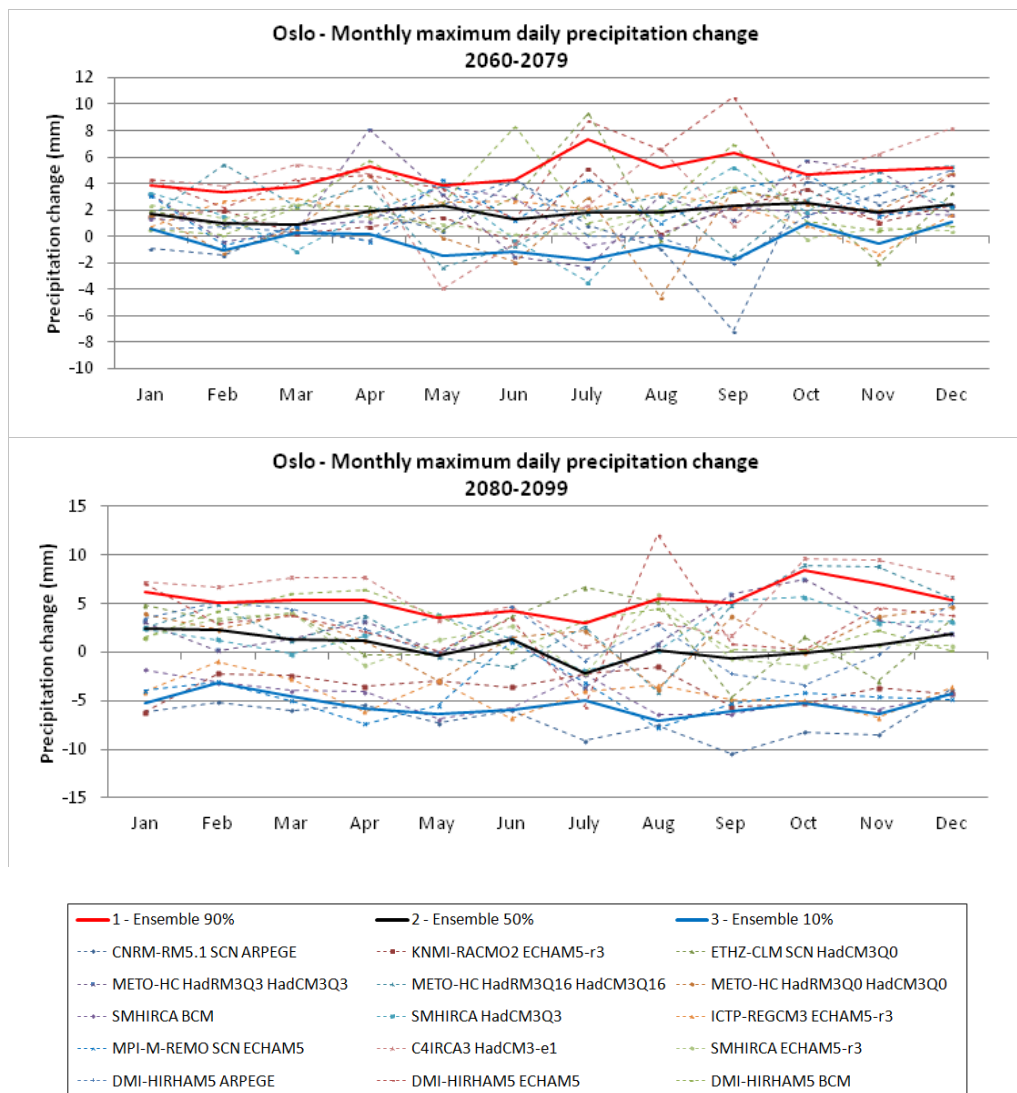 Oslo - Monthly maximum daily precipitation change
2060-2079
Precipitation change (mm)
12
10
8
6
4
2
0
-2
-4
-6
-8
-10
Jan Feb Mar Apr May Jun July Aug Sep Oct Nov Dec
Oslo - Monthly maximum daily precipitation change
2080-2099
Precipitation change (mm)
15
10
5
0
-5
-10
-15
Jan Feb Mar Apr May Jun July Aug Sep Oct Nov Dec
1 - Ensemble 90% 2 - Ensemble 50% 3 - Ensemble 10%
CNRM-RM5.1 SCN ARPEGE KNMI-RACMO2 ECHAM5-r3 ETHZ-CLM SCN HadCM3Q0
METO-HC HadRM3Q3 HadCM3Q3 METO-HC HadRM3Q16 HadCM3Q16 METO-HC HadRM3Q0 HadCM3Q0
SMHIRCA BCM SMHIRCA HadCM3Q3 ICTP-REGCM3 ECHAM5-r3
MPI-M-REMO SCN ECHAM5 C4IRCA3 HadCM3-e1 SMHIRCA ECHAM5-r3
DMI-HIRHAM5 ARPEGE DMI-HIRHAM5 ECHAM5 DMI-HIRHAM5 BCM